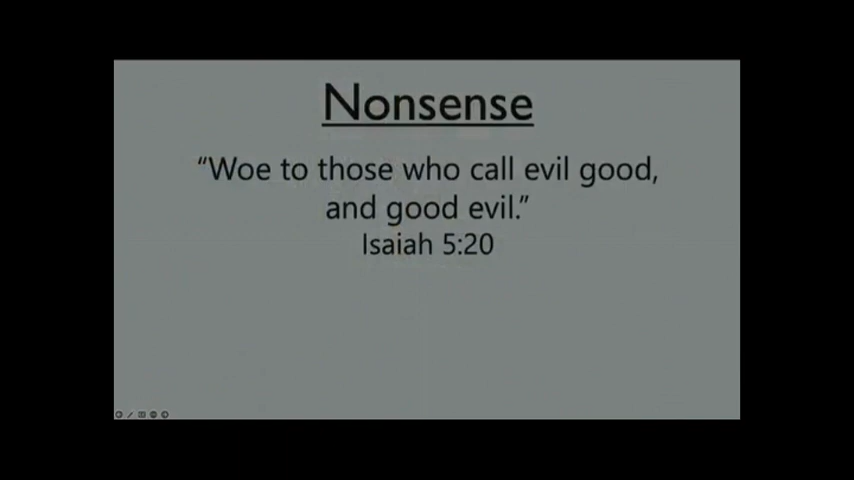 Nonsense
“Woe to those who call evil good,
and good evil.”
Isaiah 5:20